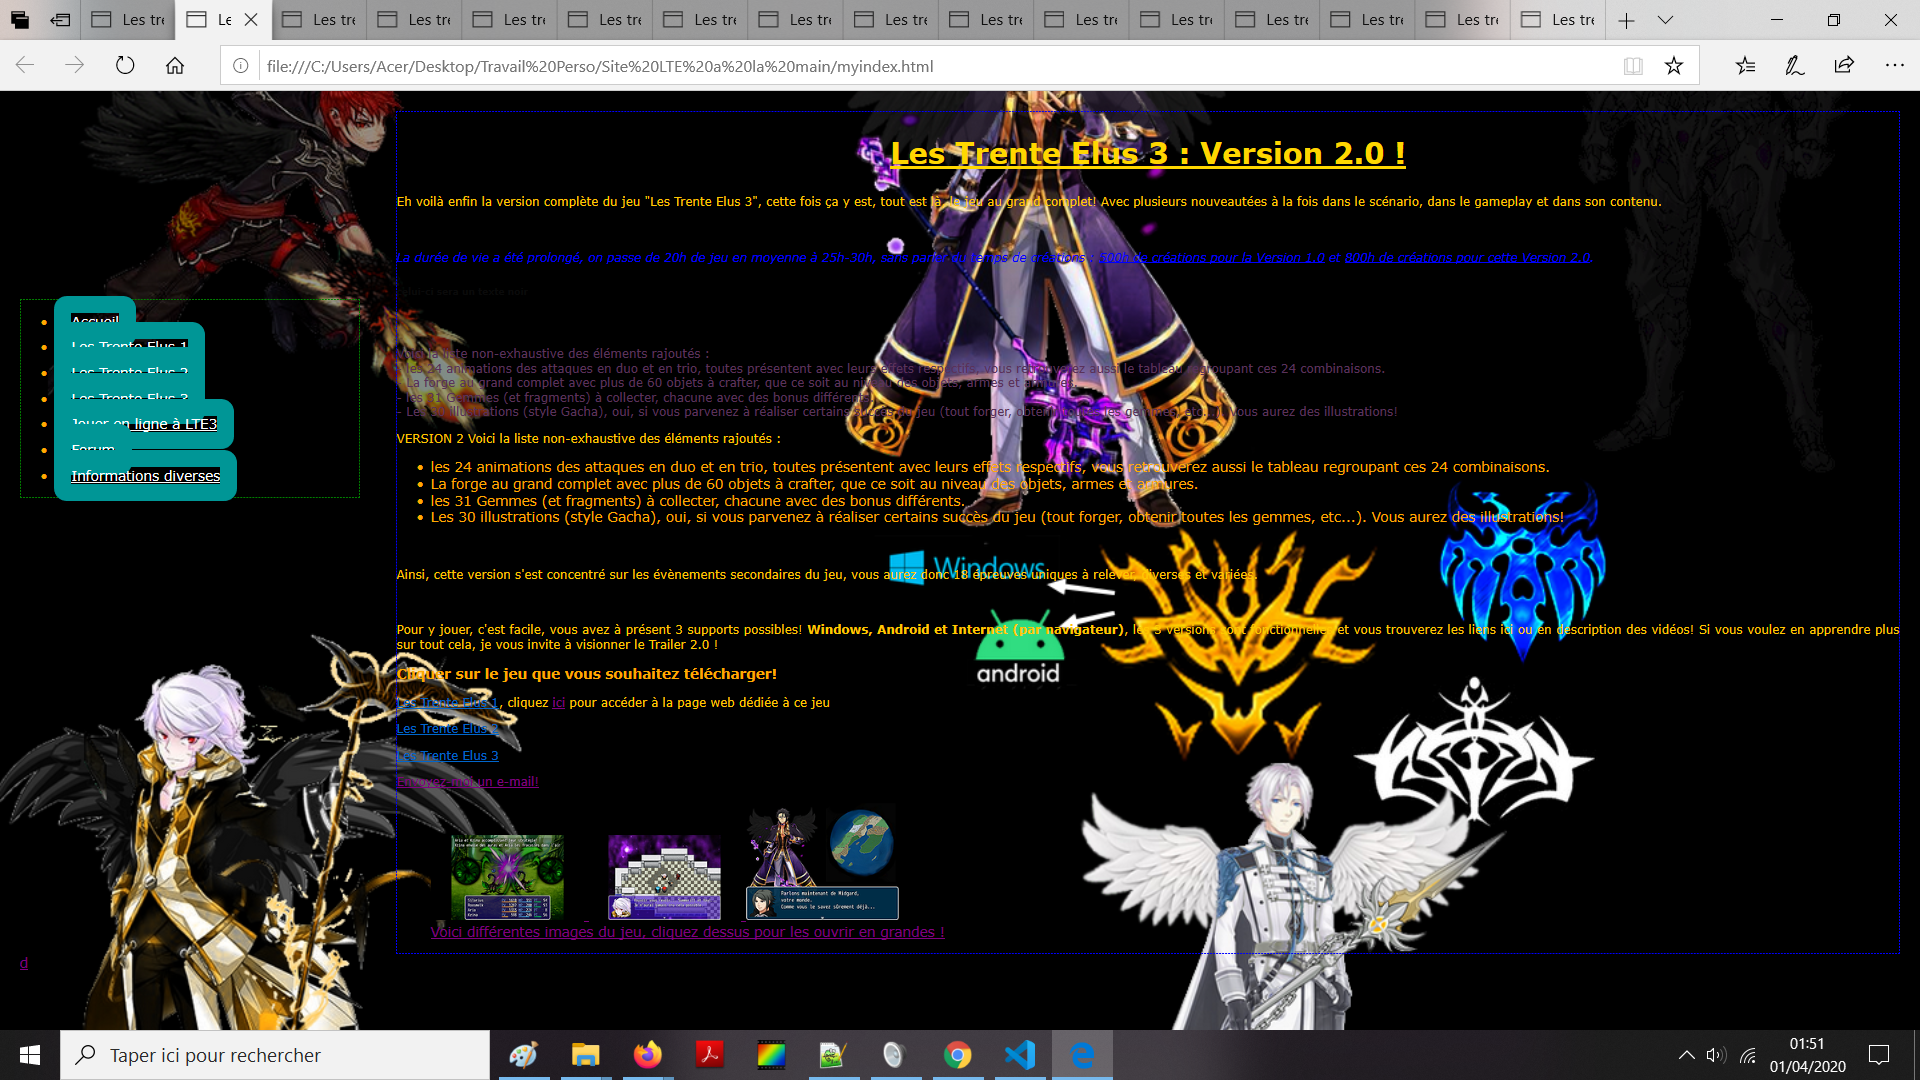 Les tre
Le
Les tre
Les tre
Les tre
Les tre
Les tre
Les tre
Les tre
Les tre
Les tre
Les tre
Les tre
Les tre
Les tre
Les tre
file:///C:/Users/Acer/Desktop/Travail%20Perso/Site%20LTE%20a%20la%20main/myindex.html
Les Trente Elus 3 : Version 2.0 !
Eh voilà enfin la version complète du jeu "Les Trente Elus 3", cette fois ça y est, tout est là, le jeu au grand complet! Avec plusieurs nouveautées à la fois dans le scénario, dans le gameplay et dans son contenu.
La durée de vie a été prolongé, on passe de 20h de jeu en moyenne à 25h-30h, sans parler du temps de créations : 600h de créations pour la Version 1.0 et 800h de créations pour cette Version 2.0.
Accueil
Les Trente Elus 1
Les Trente Elus 2
Les Trente Elus 3
Jouer en ligne à LTE3
Forum
Informations diverses
Voici la liste non-exhaustive des éléments rajoutés :
- les 24 animations des attaques en duo et en trio, toutes présentent avec leurs effets respectifs, vous retrouverez aussi le tableau regroupant ces 24 combinaisons.
- La forge au grand complet avec plus de 60 objets à crafter, que ce soit au niveau des objets, armes et armures.
- les 31 Gemmes (et fragments) à collecter, chacune avec des bonus différents.
- Les 30 illustrations (style Gacha), oui, si vous parvenez à réaliser certains succès du jeu (tout forger, obtenir toutes les gemmes, etc...). Vous aurez des illustrations!
VERSION 2 Voici la liste non-exhaustive des éléments rajoutés :
les 24 animations des attaques en duo et en trio, toutes présentent avec leurs effets respectifs, vous retrouverez aussi le tableau regroupant ces 24 combinaisons.
La forge au grand complet avec plus de 60 objets à crafter, que ce soit au niveau des objets, armes et armures.
les 31 Gemmes (et fragments) à collecter, chacune avec des bonus différents.
Les 30 illustrations (style Gacha), oui, si vous parvenez à réaliser certains succès du jeu (tout forger, obtenir toutes les gemmes, etc...). Vous aurez des illustrations!
Windows
Ainsi, cette version s'est concentré sur les évènements secondaires du jeu, vous aurez donc 18 épreuves uniques à relever, diverses et variées.
Pour y jouer, c'est facile, vous avez à présent 3 supports possibles! Windows, Android et Internet (par navigateur), les 3 versions sont fonctionnelles et vous trouverez les liens ici ou en description des vidéos! Si vous voulez en apprendre plus
sur tout cela, je vous invite à visionner le Trailer 2.0 !
android
Cliquer sur le jeu que vous souhaitez télécharger!
Les Trente Elus 1, cliquez ici pour accéder à la page web dédiée à ce jeu
Les Trente Elus 2
Les Trente Elus 3
Envoyez-moi un e-mail!
Parlons maintenant de Midgard,
votre monde.
Comme vous le savez sûrement déjà...
Voici différentes images du jeu, cliquez dessus pour les ouvrir en grandes !
d
Taper ici pour rechercher
01:51
01/04/2020